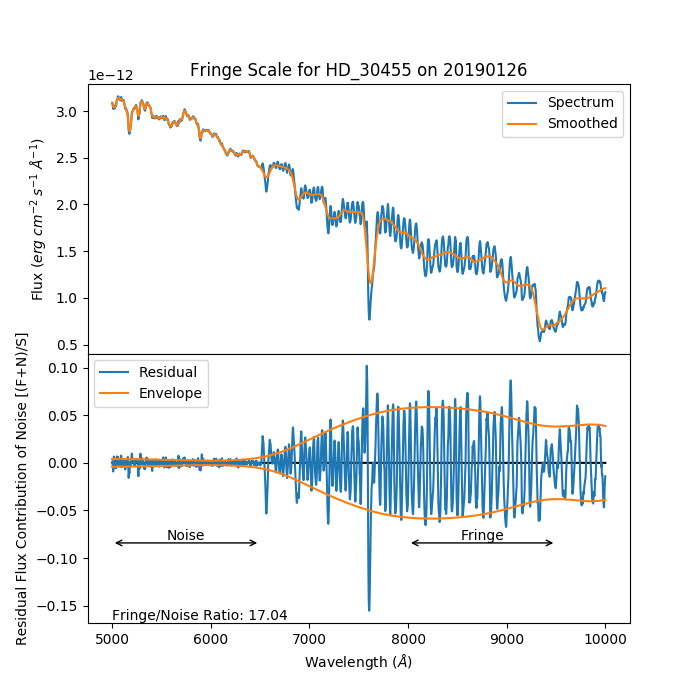 Fringe Scale for HD_30455 on 20190126
1e−12
Spectrum
Smoothed
3.0
2.5
2.0
1.5
1.0
0.5
Flux (erg cm⁻² s⁻¹ Å⁻¹)
Residual
Envelope
0.10
0.05
0.00
−0.05
−0.10
−0.15
Residual Flux Contribution of Noise [(F+N)/S]
Noise
Fringe
Fringe/Noise Ratio: 17.04
5000 6000 7000 8000 9000 10000
Wavelength (Å)